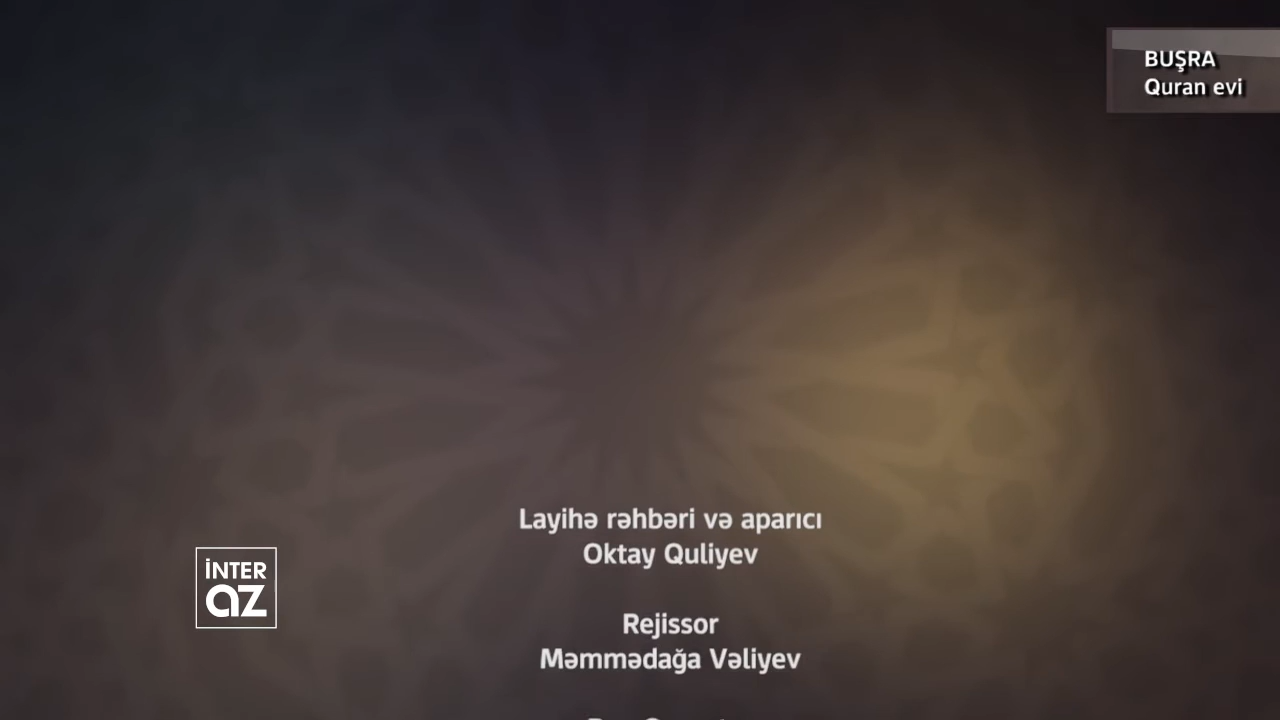 BUŞRA
Quran evi
Layihə rəhbəri və aparıcı
Oktay Quliyev
Rejissor
Məmmədağa Vəliyev
İNTER
az